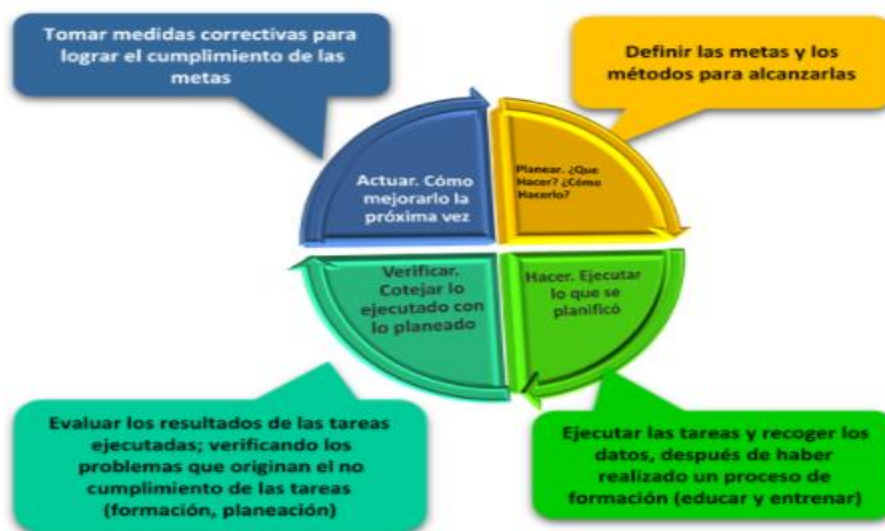 Tomar medidas correctivas para
lograr el cumplimiento de las
metas
Definir las metas y los
métodos para alcanzarlas
Actuar. Cómo
mejorarlo la
próxima vez
Planear. ¿Que
Hacer? ¿Cómo
Hacerlo?
Verificar.
Cotejar lo
ejecutado con
lo planeado
Hacer. Ejecutar
lo que se
planificó
Evaluar los resultados de las tareas
ejecutadas; verificando los
problemas que originan el no
cumplimiento de las tareas
(formación, planeación)
Ejecutar las tareas y recoger los
datos, después de haber
realizado un proceso de
formación (educar y entrenar)